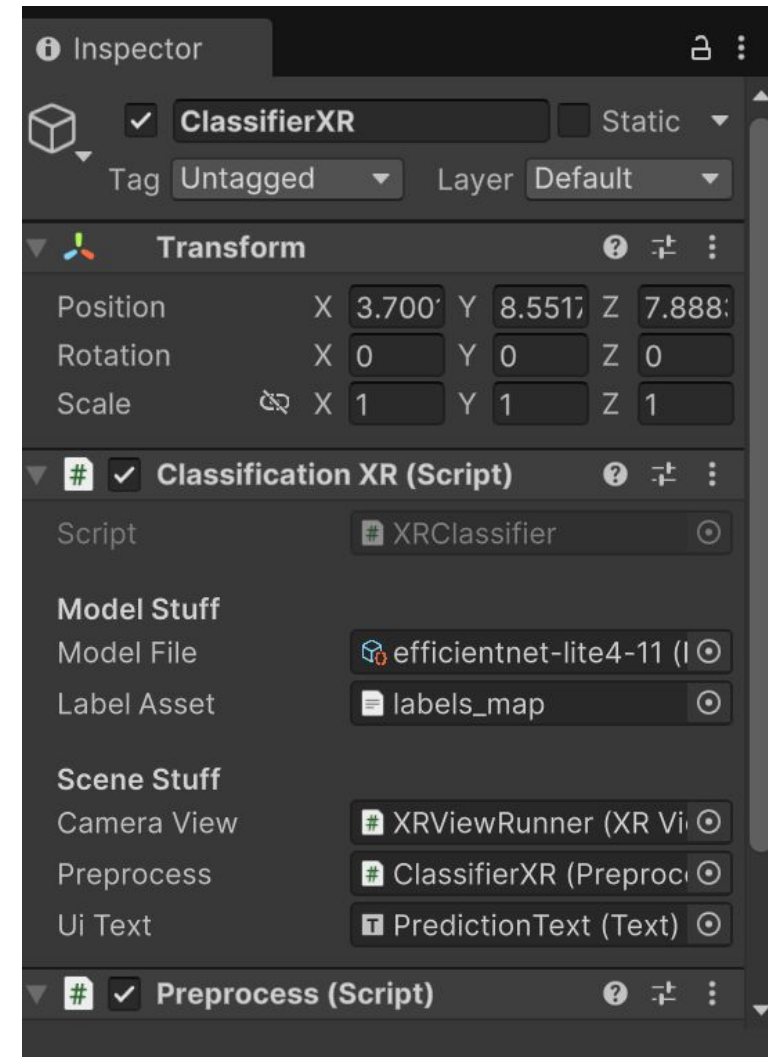 Inspector
ClassifierXR Static
Tag Untagged Layer Default
Transform
Position X 3.700 Y 8.5517 Z 7.888
Rotation X 0 Y 0 Z 0
Scale X 1 Y 1 Z 1
# Classification XR (Script)
Script # XRClassifier
Model Stuff
Model File efficientnet-lite4-11 (
Label Asset labels_map
Scene Stuff
Camera View # XRViewRunner (XR Vi
Preprocess # ClassifierXR (Preproc
Ui Text T PredictionText (Text)
# Preprocess (Script)